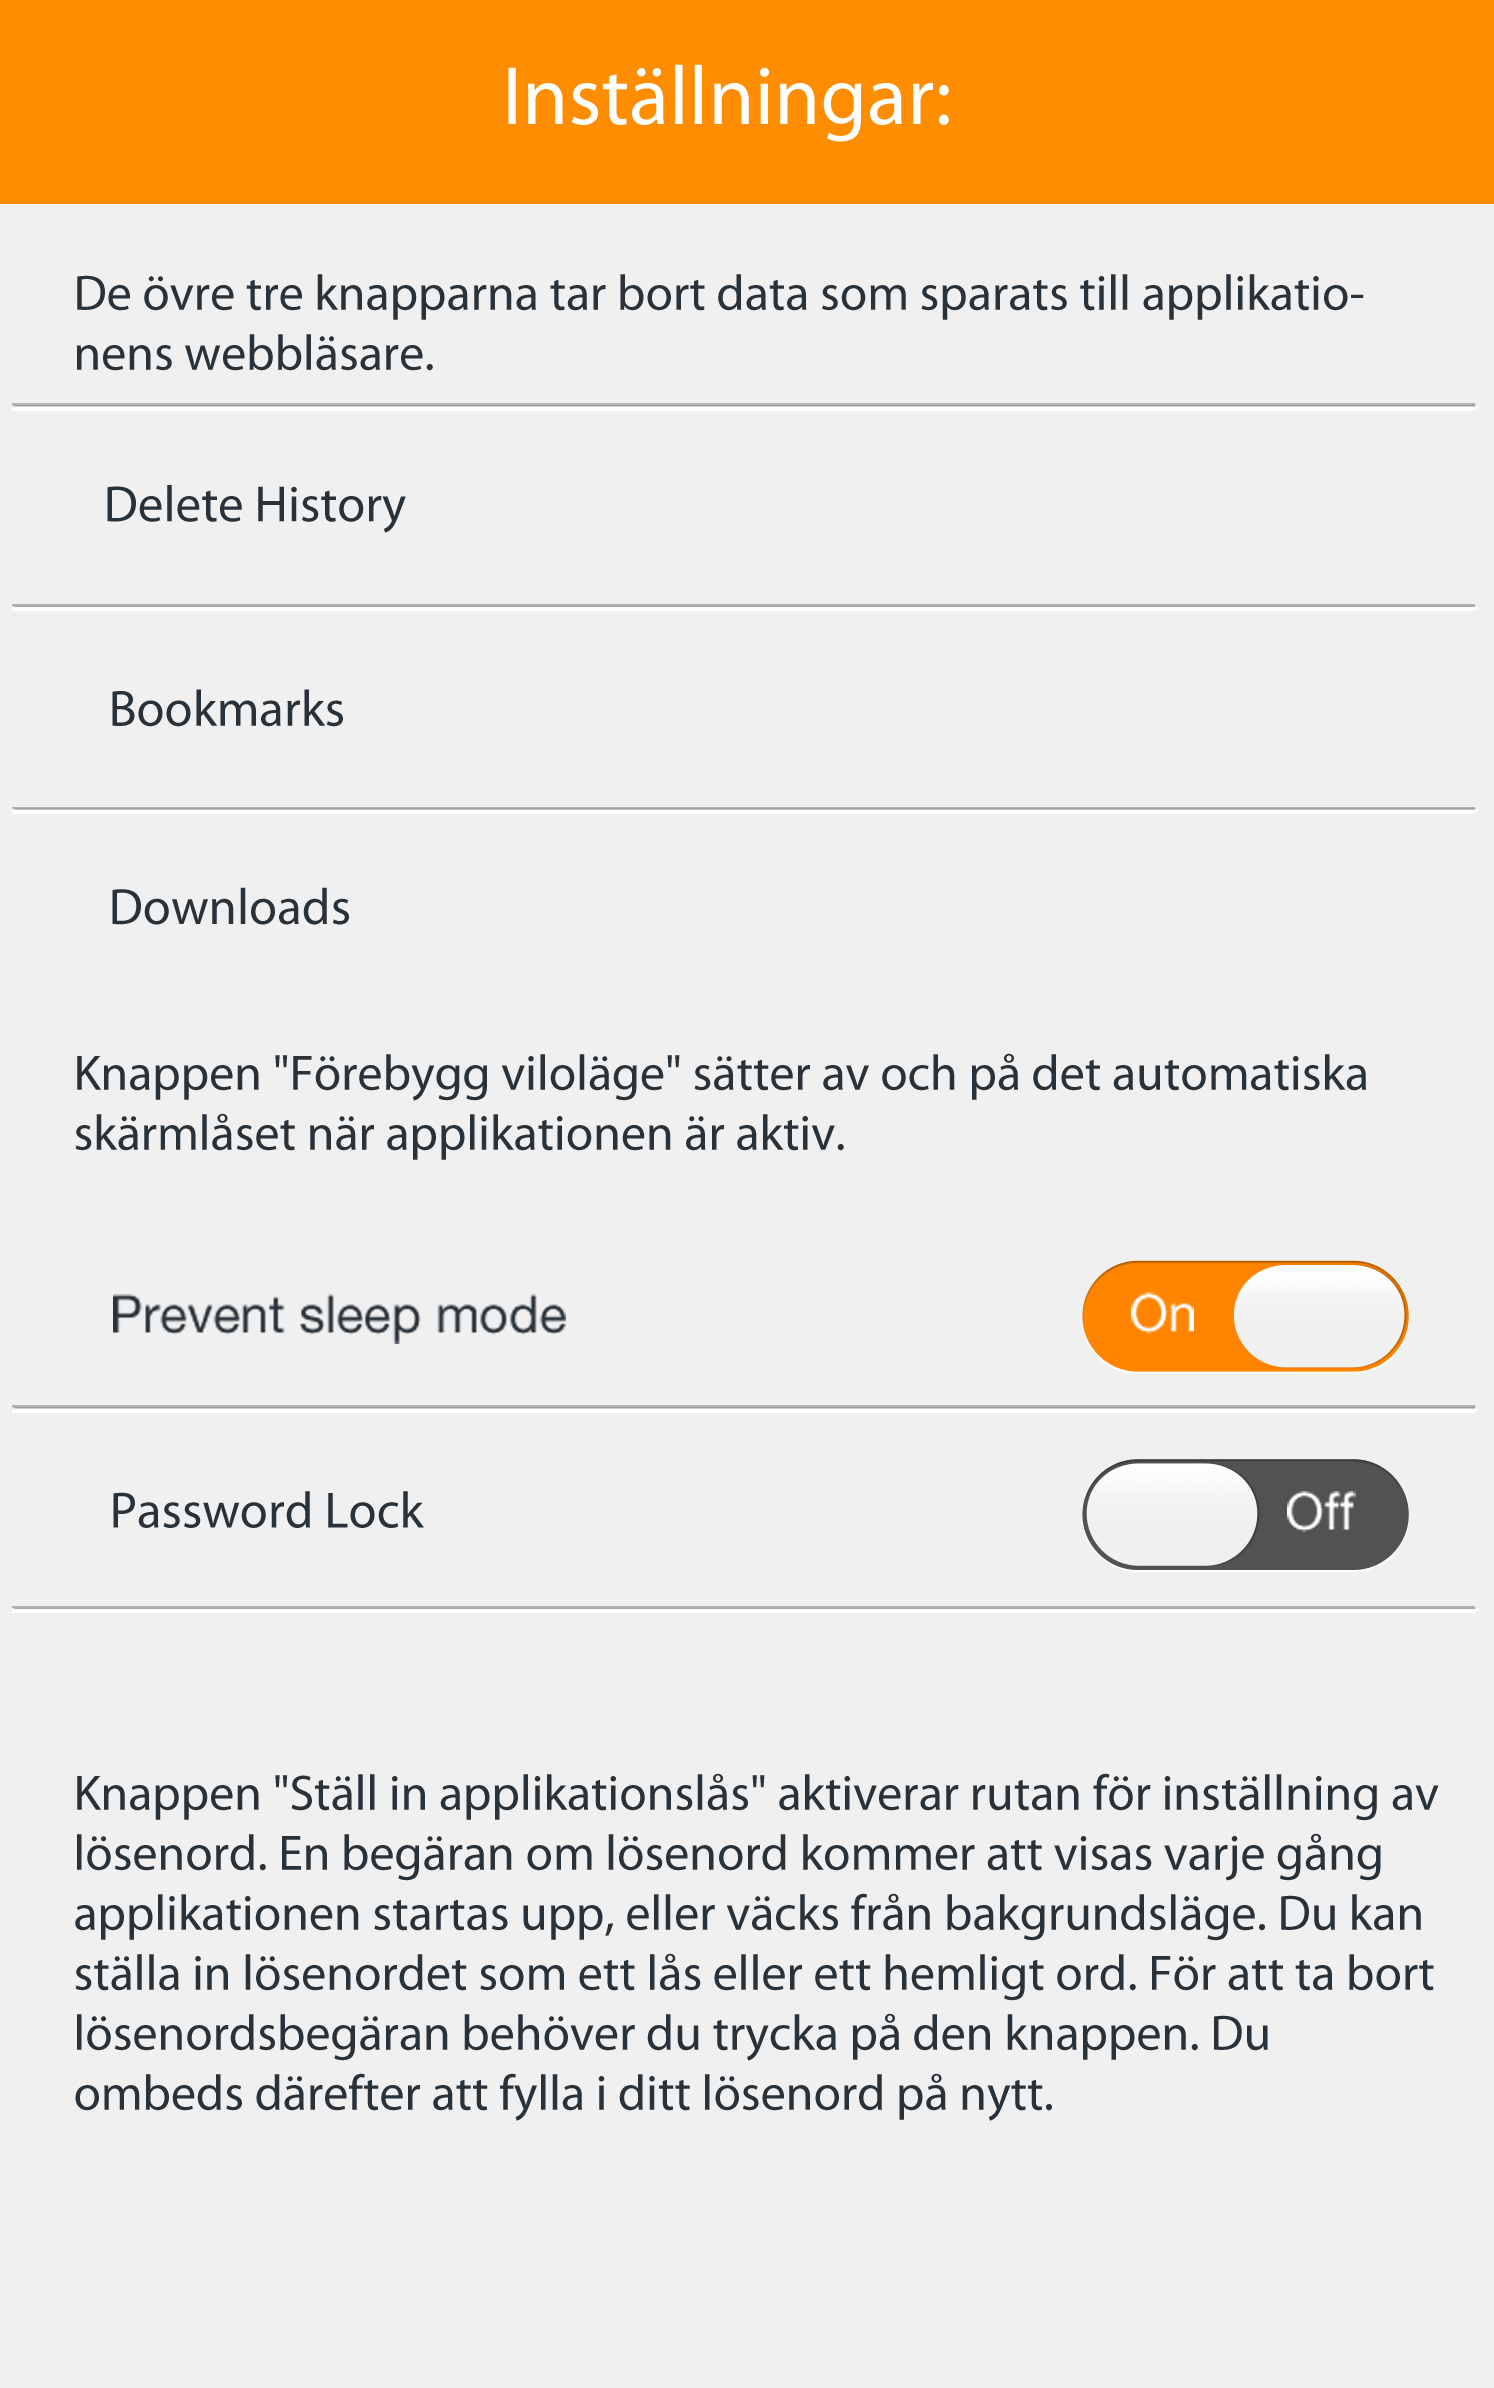 Inställningar:
De övre tre knapparna tar bort data som sparats till applikatio-
nens webbläsare.
Delete History
Bookmarks
Downloads
Knappen "Förebygg viloläge" sätter av och på det automatiska
skärmlåset när applikationen är aktiv.
Prevent sleep mode On
Password Lock Off
Knappen "Ställ in applikationslås" aktiverar rutan för inställning av
lösenord. En begäran om lösenord kommer att visas varje gång
applikationen startas upp, eller väcks från bakgrundsläge. Du kan
ställa in lösenordet som ett lås eller ett hemligt ord. För att ta bort
lösenordsbegäran behöver du trycka på den knappen. Du
ombeds därefter att fylla i ditt lösenord på nytt.